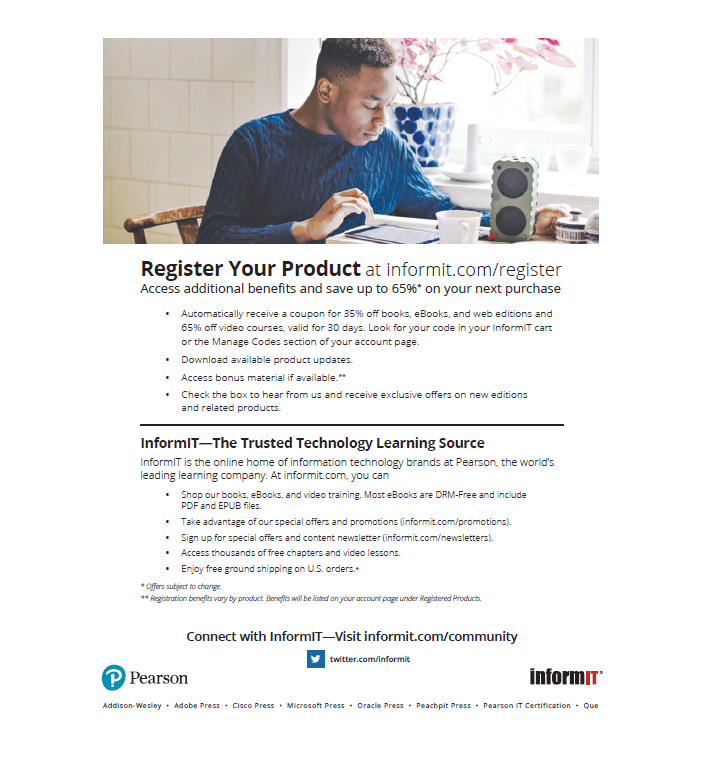 Register Your Product at informit.com/register
Access additional benefits and save up to 65%* on your next purchase
• Automatically receive a coupon for 35% off books, eBooks, and web editions and
65% off video courses, valid for 30 days. Look for your code in your InformIT cart
or the Manage Codes section of your account page.
• Download available product updates.
• Access bonus material if available.**
• Check the box to hear from us and receive exclusive offers on new editions
and related products.
InformIT—The Trusted Technology Learning Source
InformIT is the online home of information technology brands at Pearson, the world's
leading learning company. At informit.com, you can
• Shop our books, eBooks, and video training. Most eBooks are DRM-Free and include
PDF and EPUB files.
• Take advantage of our special offers and promotions (informit.com/promotions).
• Sign up for special offers and content newsletter (informit.com/newsletters).
• Access thousands of free chapters and video lessons.
• Enjoy free ground shipping on U.S. orders.*
* Offers subject to change.
** Registration benefits vary by product. Benefits will be listed on your account page under Registered Products.
Connect with InformIT—Visit informit.com/community
twitter.com/informit
P Pearson
informIT®
Addison-Wesley • Adobe Press • Cisco Press • Microsoft Press • Oracle Press • Peachpit Press • Pearson IT Certification • Que